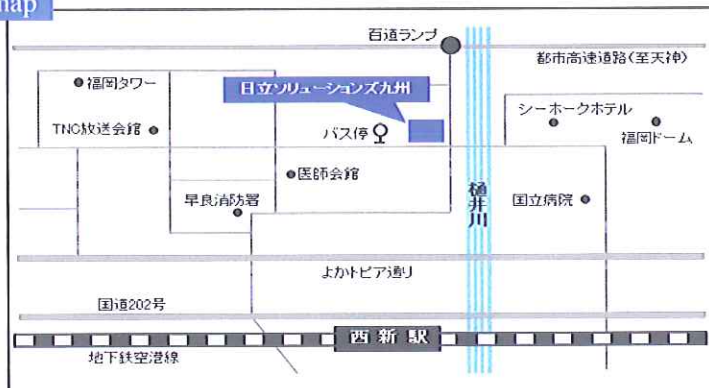 map
百道ランプ
都市高速道路(至天神)
福岡タワー
日立ソリューションズ九州
シーホークホテル
TNC放送会館
バス停
福岡ドーム
医師会館
早良消防署
樋井川
国立病院
よかトピア通り
国道202号
西新駅
地下鉄空港線